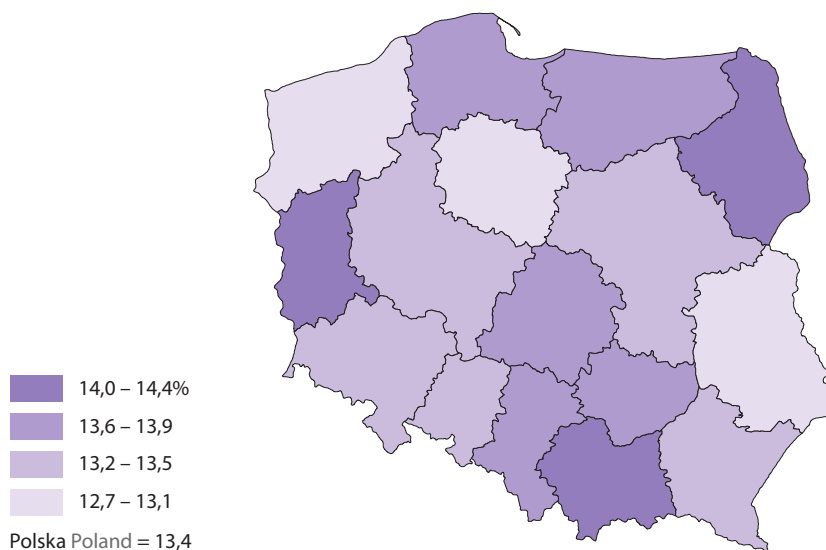 14,0 – 14,4%
13,6 – 13,9
13,2 – 13,5
12,7 – 13,1
Polska Poland = 13,4